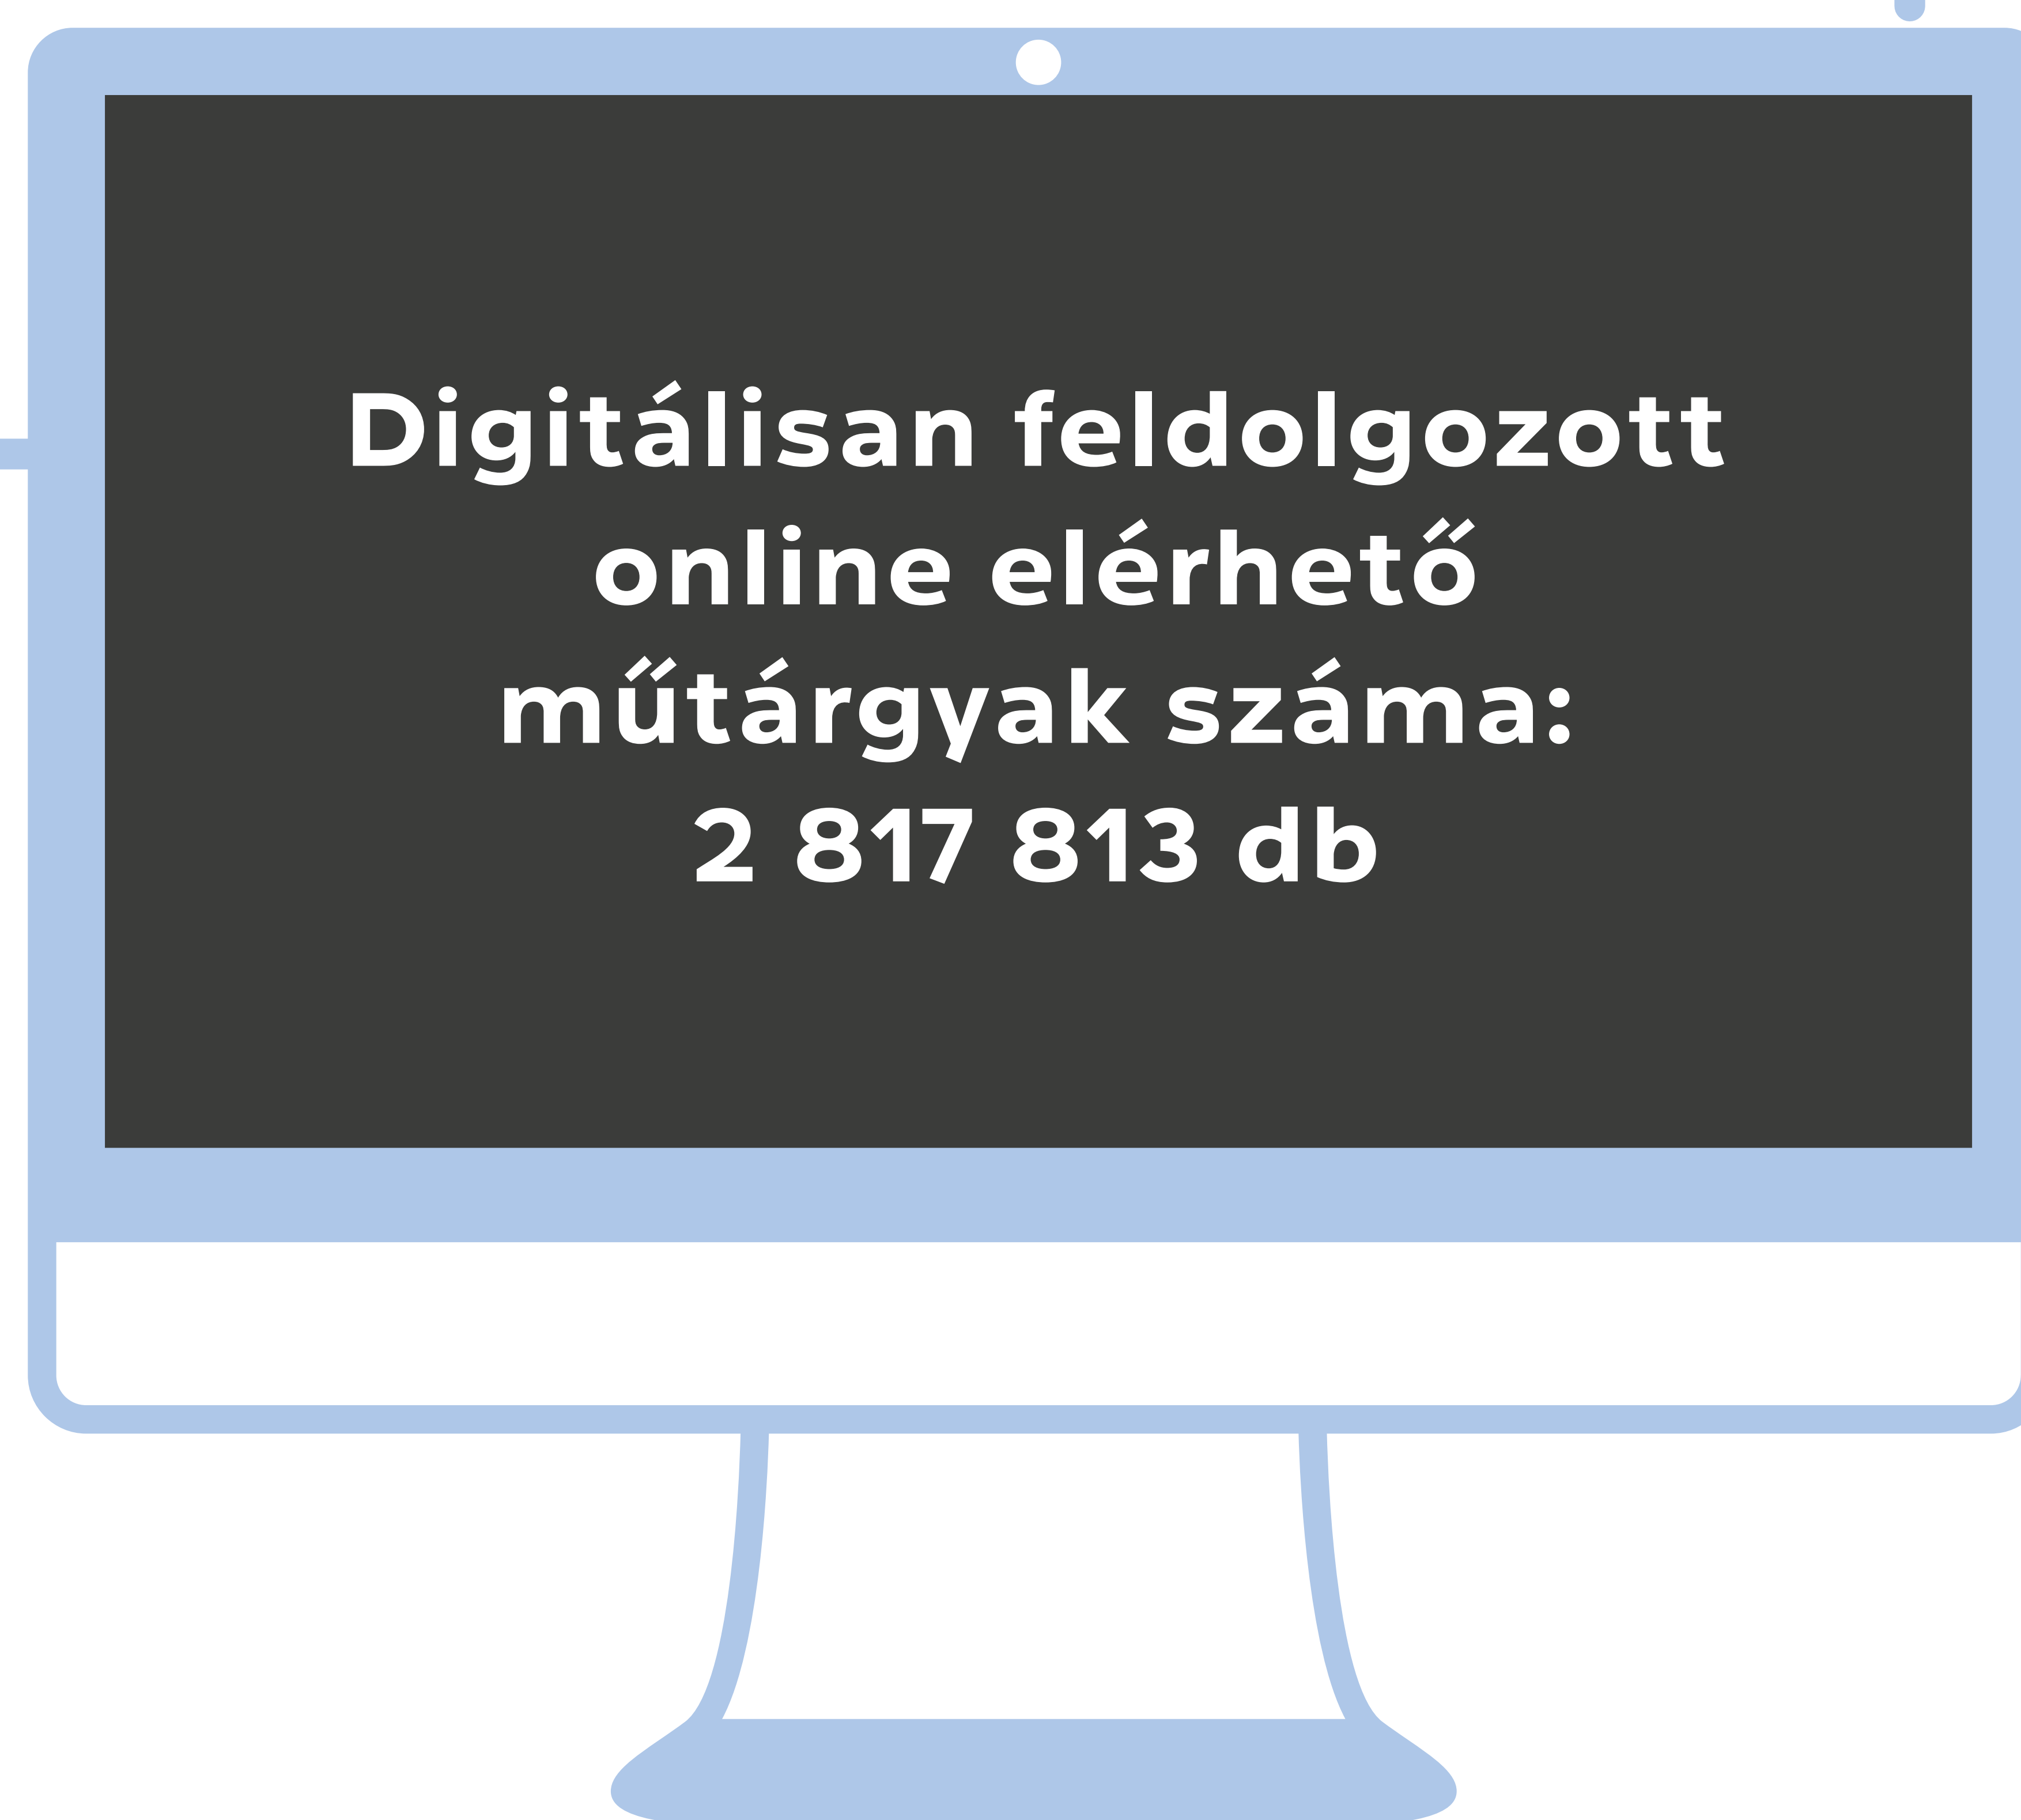 Digitálisan feldolgozott
online elérhető
műtárgyak száma:
2 817 813 db